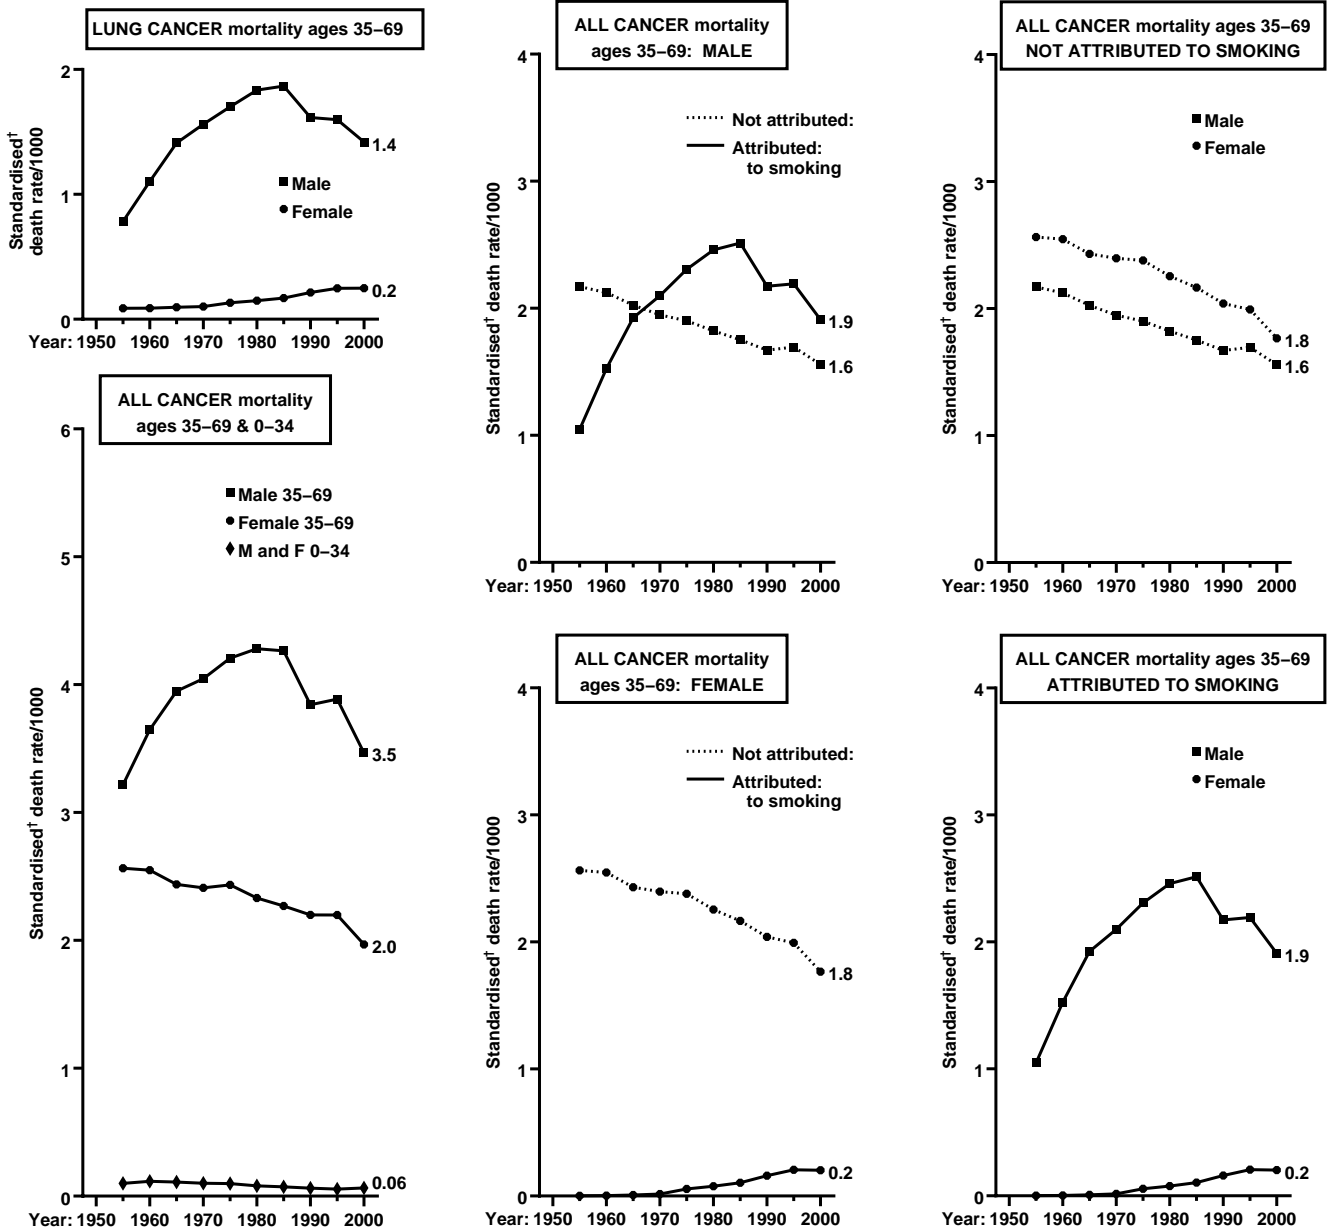 LUNG CANCER mortality ages 35–69
2
1
0
Standardised†
death rate/1000
Male
Female
1.4
0.2
Year: 1950 1960 1970 1980 1990 2000
ALL CANCER mortality
ages 35–69 & 0–34
6
5
4
3
2
1
0
Standardised† death rate/1000
Male 35–69
Female 35–69
M and F 0–34
3.5
2.0
0.06
Year: 1950 1960 1970 1980 1990 2000
ALL CANCER mortality
ages 35–69: MALE
4
3
2
1
0
Standardised† death rate/1000
Not attributed:
Attributed:
to smoking
1.9
1.6
Year: 1950 1960 1970 1980 1990 2000
ALL CANCER mortality
ages 35–69: FEMALE
4
3
2
1
0
Standardised† death rate/1000
Not attributed:
Attributed:
to smoking
1.8
0.2
Year: 1950 1960 1970 1980 1990 2000
ALL CANCER mortality ages 35–69
NOT ATTRIBUTED TO SMOKING
4
3
2
1
0
Standardised† death rate/1000
Male
Female
1.8
1.6
Year: 1950 1960 1970 1980 1990 2000
ALL CANCER mortality ages 35–69
ATTRIBUTED TO SMOKING
4
3
2
1
0
Standardised† death rate/1000
Male
Female
1.9
0.2
Year: 1950 1960 1970 1980 1990 2000